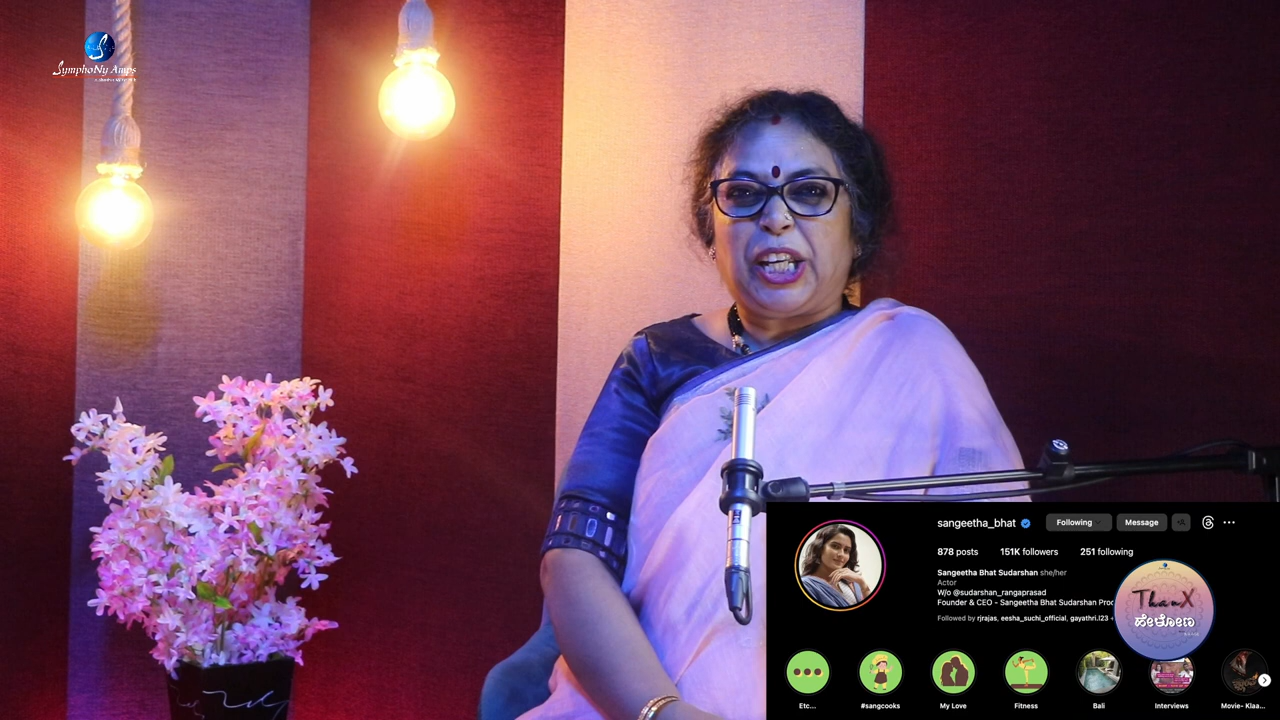 SymphoNy Amps
sangeetha_bhat
Following
Message
878 posts
151K followers
251 following
Sangeetha Bhat Sudarshan she/her
Actor
W/o @sudarshan_rangaprasad
Founder & CEO - Sangeetha Bhat Sudarshan
Followed by rjrajas, eesha_suchi_official, gayathri.123
ThanX
ಹೇಳೋಣ
Etc...
#sangcooks
My Love
Fitness
Bali
Interviews
Movie- Klaa...